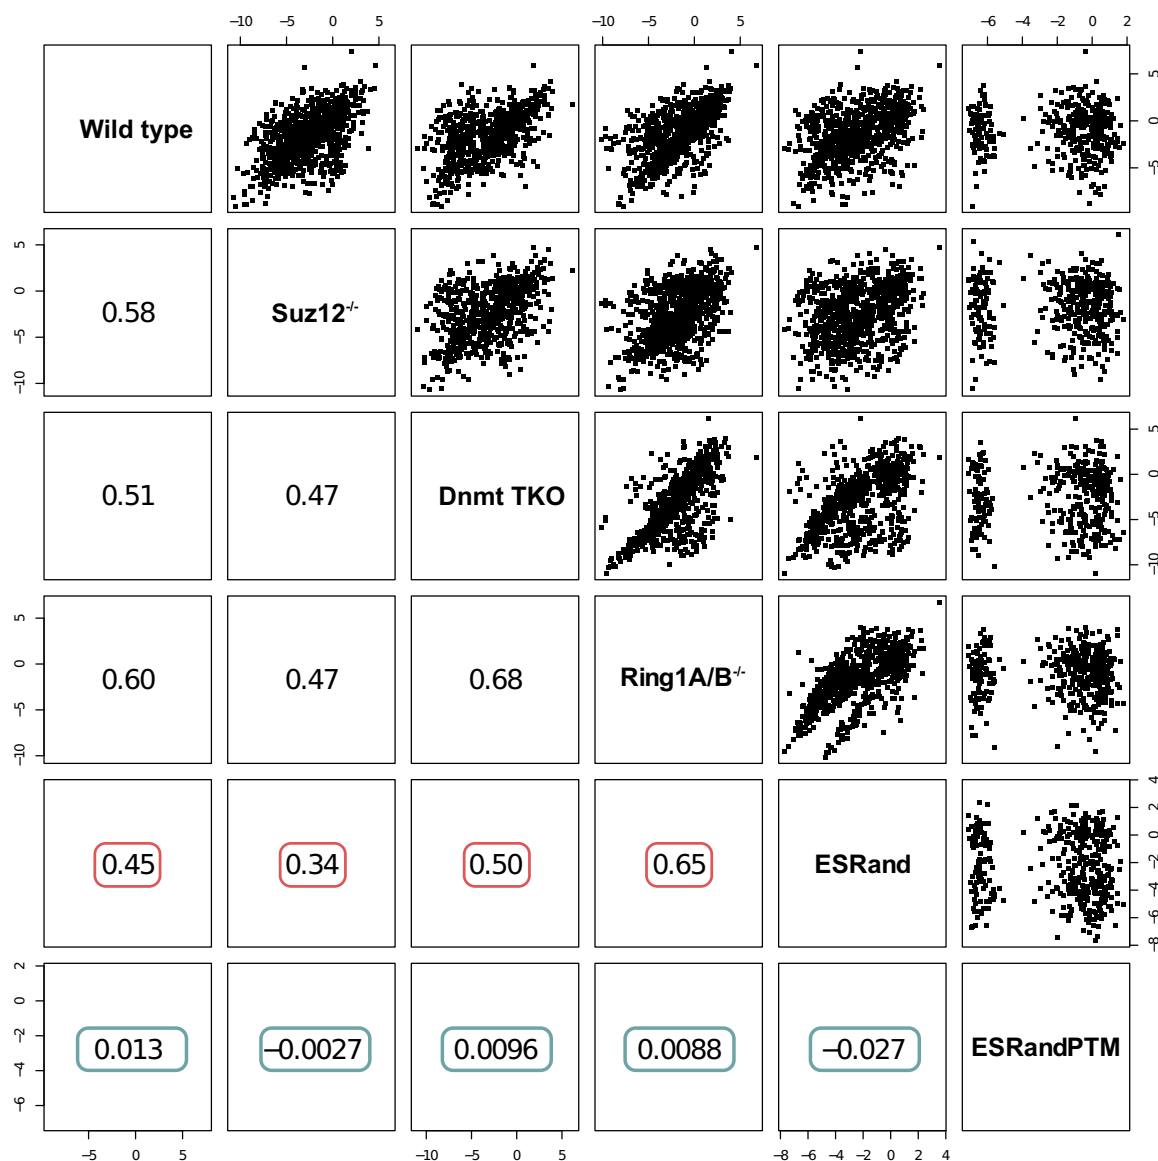 −10 −5 0 5 −10 −5 0 5 −6 −4 −2 0 2
Wild type
5 0 −5
5 0 −5 −10
0.58
Suz12-/-
0.51
0.47
Dnmt TKO
5 0 −5 −10
5 0 −5 −10
0.60
0.47
0.68
Ring1A/B-/-
0.45
0.34
0.50
0.65
ESRand
4 2 0 −2 −4 −6 −8
2 0 −2 −4 −6
0.013
−0.0027
0.0096
0.0088
−0.027
ESRandPTM
−5 0 5 −10 −5 0 5 −8 −6 −4 −2 0 2 4